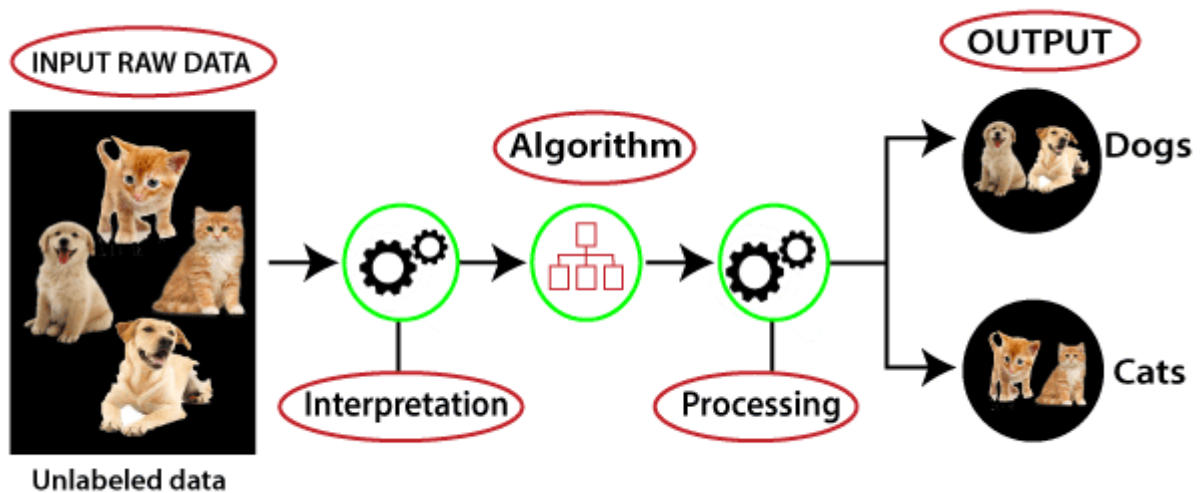 INPUT RAW DATA
Unlabeled data
Interpretation
Algorithm
Processing
OUTPUT
Dogs
Cats